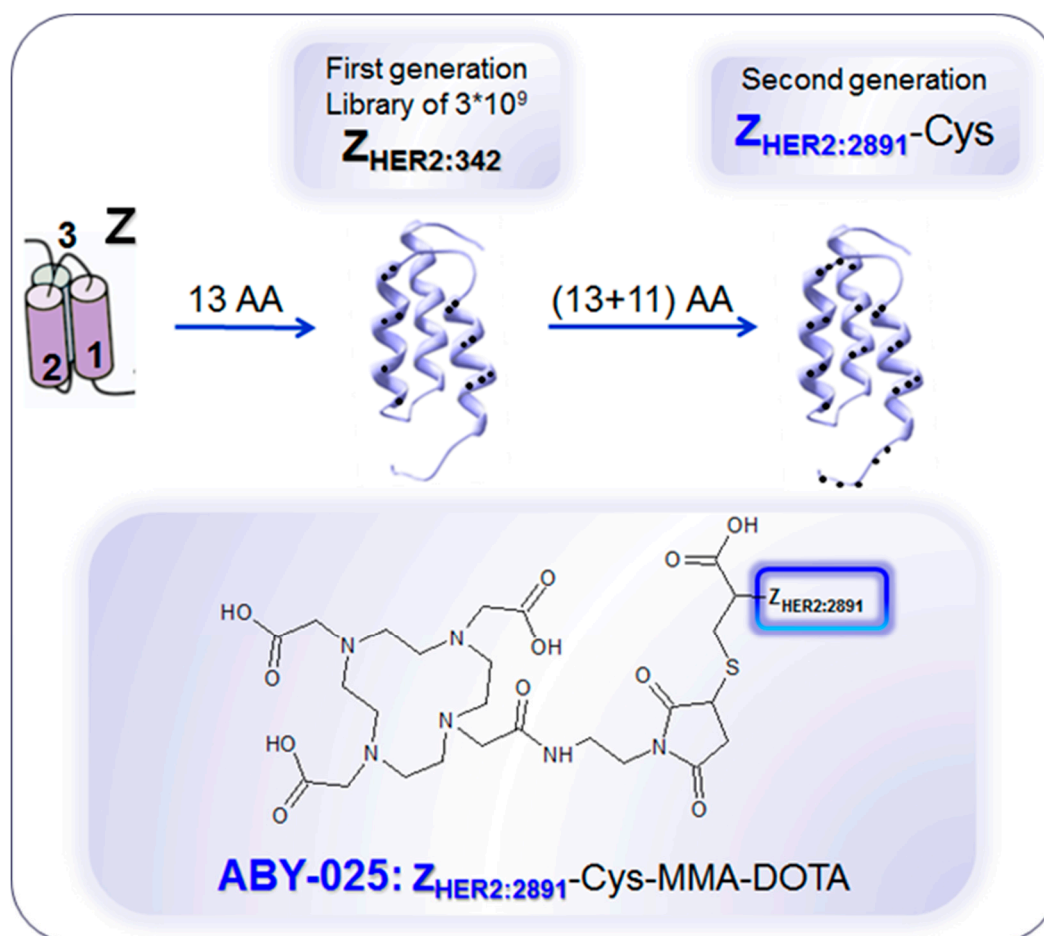 First generation
Library of 3*10⁹
Z_HER2:342
Second generation
Z_HER2:2891-Cys
3 Z
2 1
13 AA
(13+11) AA
OH
O
Z_HER2:2891
HO
O
O
OH
N
N
S
O
O
N
N
HO
O
NH
N
O
O
ABY-025: Z_HER2:2891-Cys-MMA-DOTA